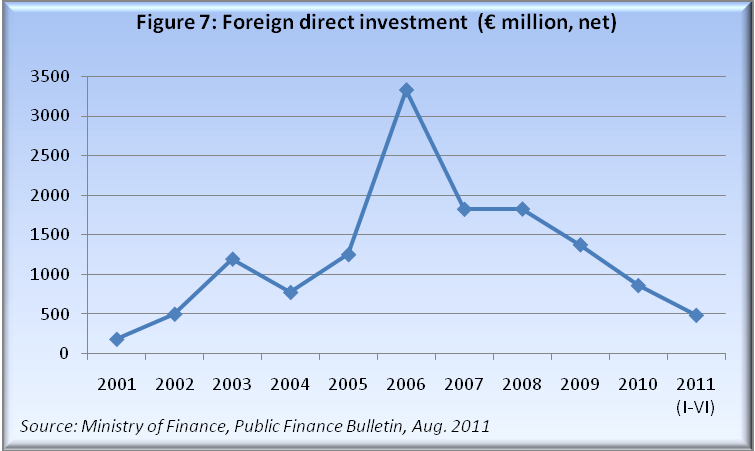 Figure 7: Foreign direct investment (€ million, net)
3500
3000
2500
2000
1500
1000
500
0
2001 2002 2003 2004 2005 2006 2007 2008 2009 2010 2011
(I-VI)
Source: Ministry of Finance, Public Finance Bulletin, Aug. 2011